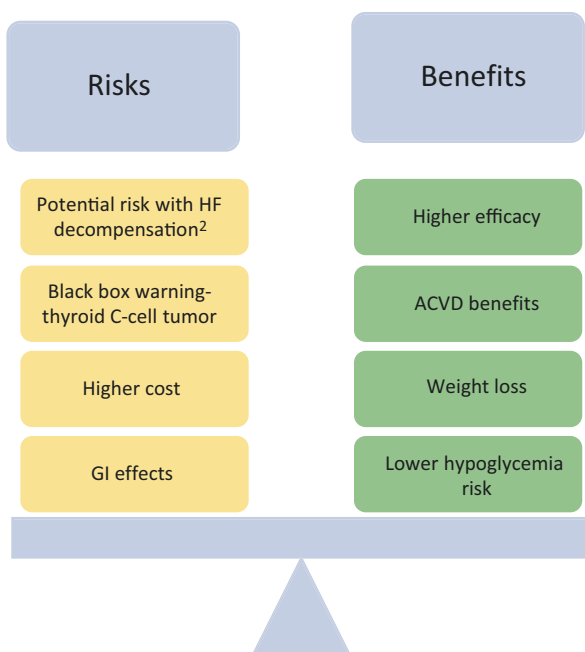 Risks
Benefits
Potential risk with HF
decompensation2
Black box warning-
thyroid C-cell tumor
Higher cost
GI effects
Higher efficacy
ACVD benefits
Weight loss
Lower hypoglycemia
risk